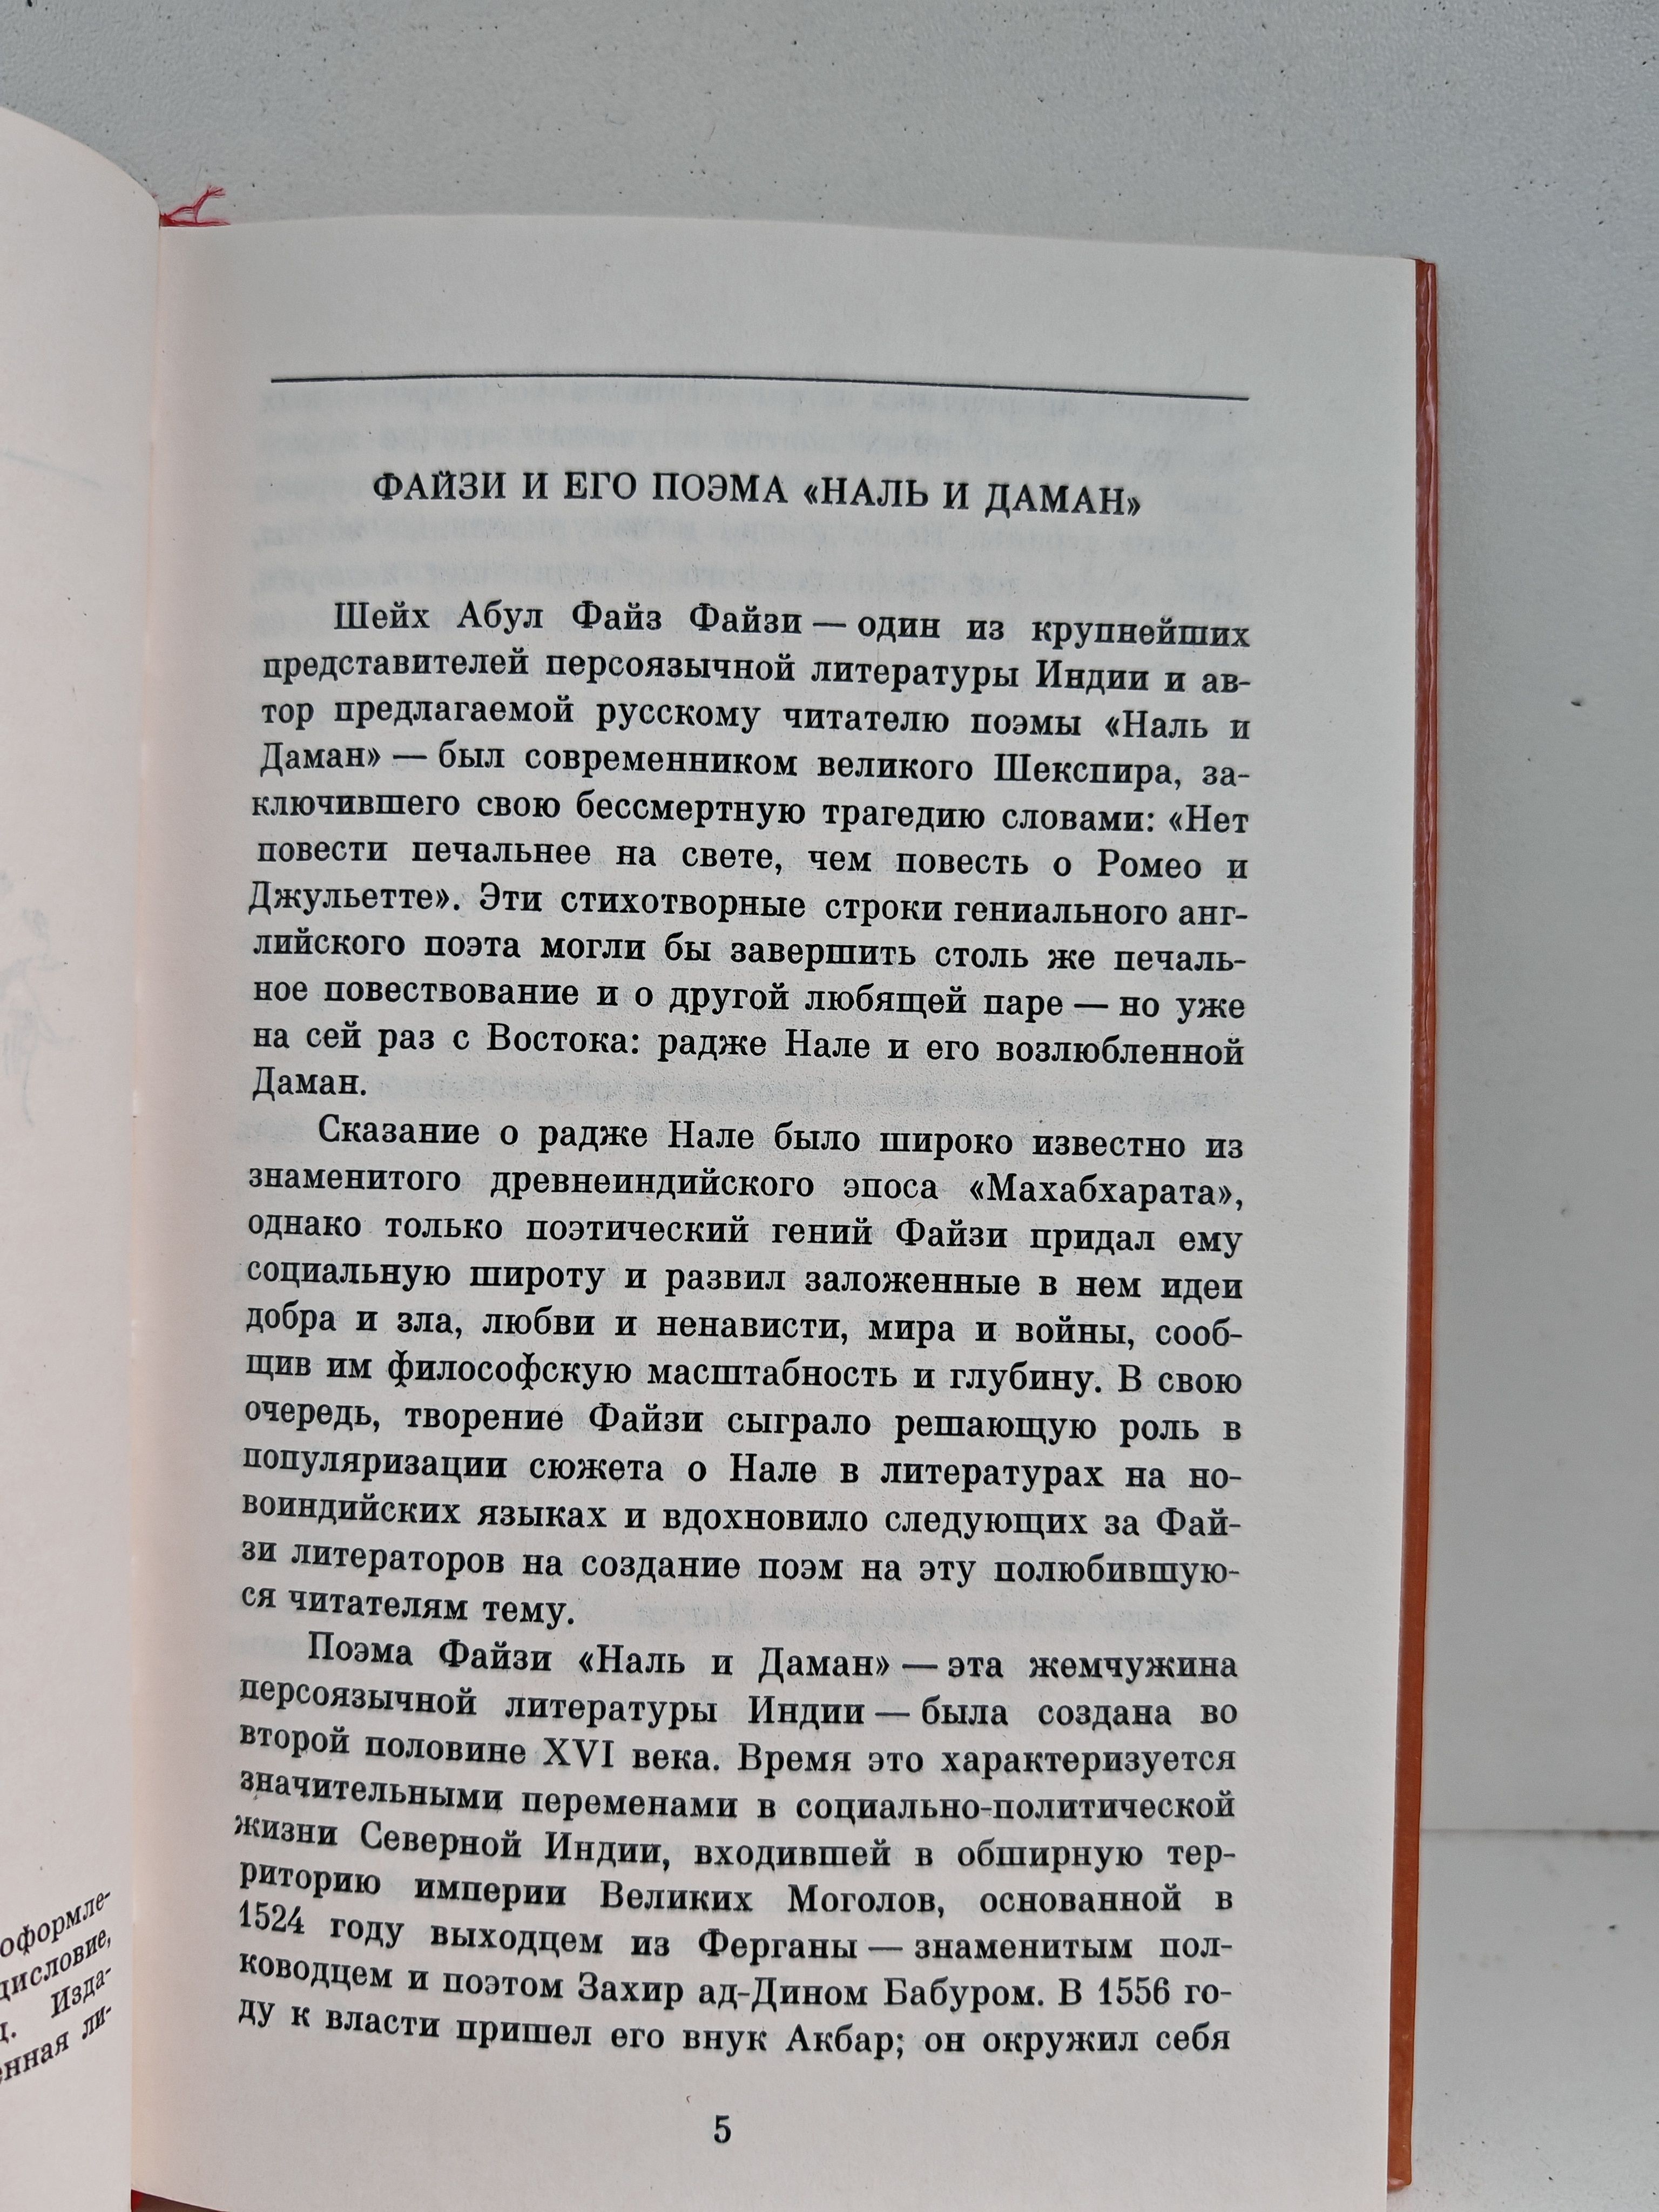 ФАЙЗИ И ЕГО ПОЭМА «НАЛЬ И ДАМАН»
Шейх Абул Файз Файзи — один из крупнейших
представителей персоязычной литературы Индии и ав-
тор предлагаемой русскому читателю поэмы «Наль и
Даман» — был современником великого Шекспира, за-
ключившего свою бессмертную трагедию словами: «Нет
повести печальнее на свете, чем повесть о Ромео и
Джульетте». Эти стихотворные строки гениального анг-
лийского поэта могли бы завершить столь же печаль-
ное повествование и о другой любящей паре — но уже
на сей раз с Востока: радже Нале и его возлюбленной
Даман.
Сказание о радже Нале было широко известно из
знаменитого древнеиндийского эпоса «Махабхарата»,
однако только поэтический гений Файзи придал ему
социальную широту и развил заложенные в нем идеи
добра и зла, любви и ненависти, мира и войны, сооб-
щив им философскую масштабность и глубину. В свою
очередь, творение Файзи сыграло решающую роль в
популяризации сюжета о Нале в литературах на но-
воиндийских языках и вдохновило следующих за Фай-
зи литераторов на создание поэм на эту полюбившую-
ся читателям тему.
Поэма Файзи «Наль и Даман» — эта жемчужина
персоязычной литературы Индии — была создана во
второй половине XVI века. Время это характеризуется
значительными переменами в социально-политической
жизни Северной Индии, входившей в обширную тер-
риторию империи Великих Моголов, основанной в
1524 году выходцем из Ферганы — знаменитым пол-
ководцем и поэтом Захир ад-Дином Бабуром. В 1556 го-
ду к власти пришел его внук Акбар; он окружил себя
5
оформле-
дисловие,
Изда-
ли-